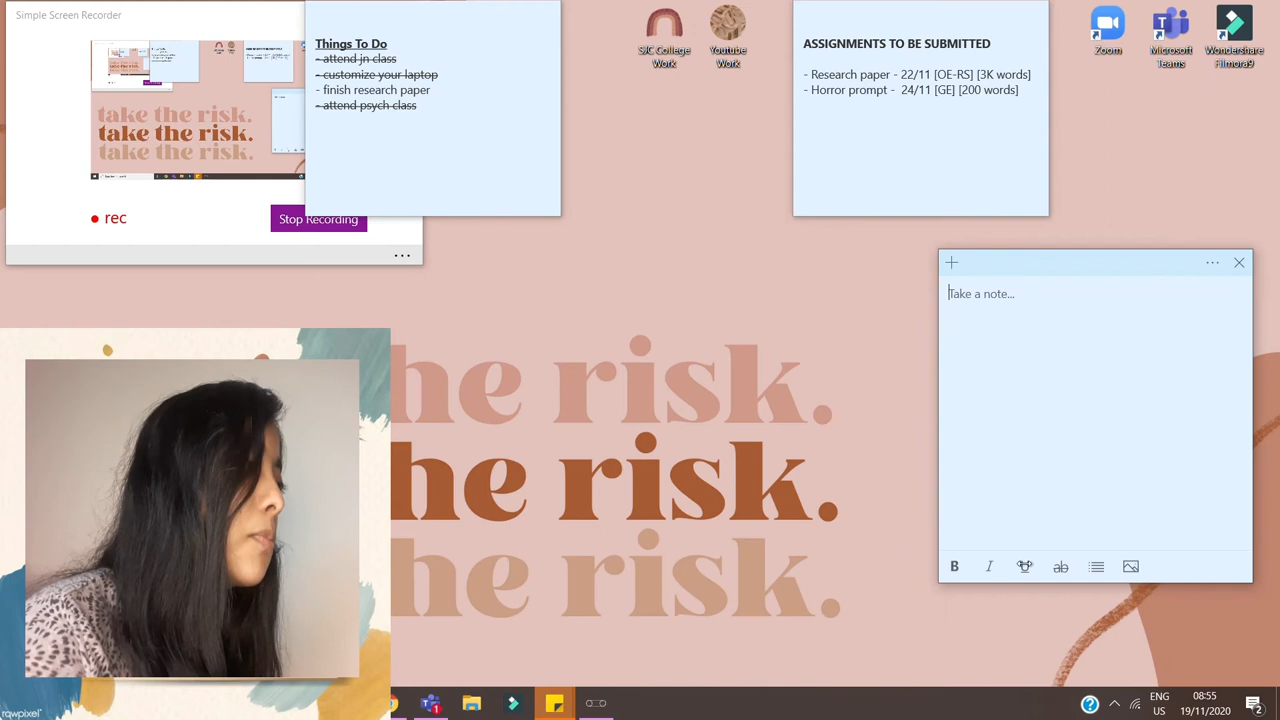 Simple Screen Recorder
take the risk.
take the risk.
take the risk.
rec
Stop Recording
...
Things To Do
- attend jn class
- customize your laptop
- finish research paper
- attend psych class
SJC College
Work
Youtube
Work
ASSIGNMENTS TO BE SUBMITTED
- Research paper - 22/11 [OE-RS] [3K words]
- Horror prompt - 24/11 [GE] [200 words]
Zoom
Microsoft
Teams
Wondershare
Filmora9
Take a note...
B I ab
he risk.
he risk.
he risk.
rawpixel
ENG
US
08:55
19/11/2020
2